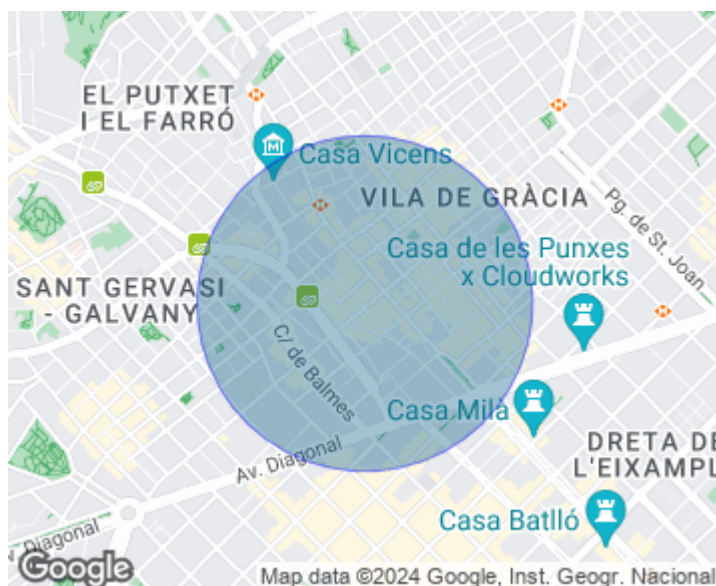 EL PUTXET
I EL FARRÓ
Casa Vicens
VILA DE GRÀCIA
Pg. de St. Joan
Casa de les Punxes
x Cloudworks
SANT GERVASI
- GALVANY
C/ de Balmes
Casa Milà
Av. Diagonal
DRETA DE
L'EIXAMPL
Casa Batlló
Diagonal
Google
Map data ©2024 Google, Inst. Geogr. Nacional